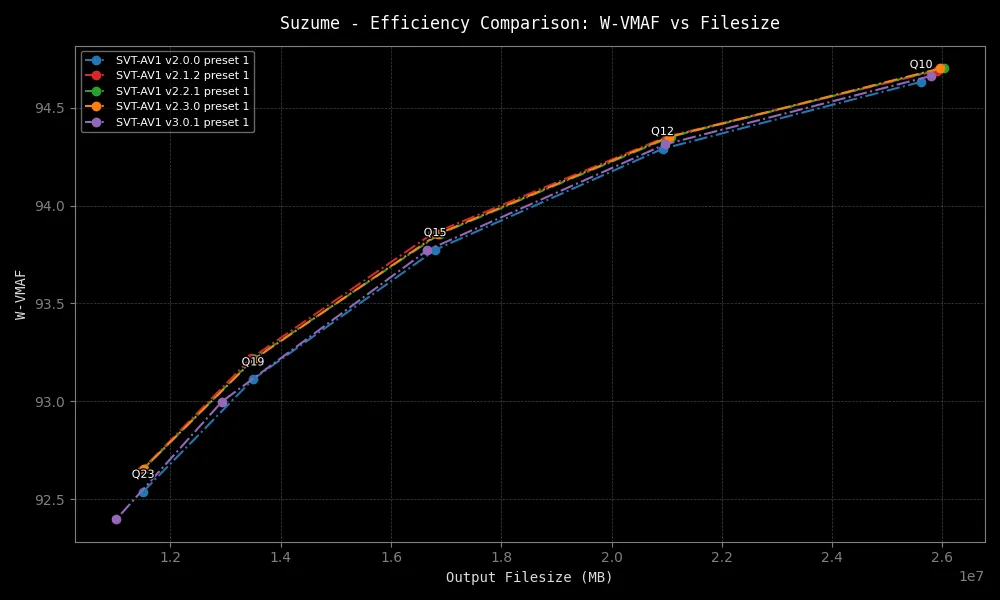 Suzume - Efficiency Comparison: W-VMAF vs Filesize
SVT-AV1 v2.0.0 preset 1
SVT-AV1 v2.1.2 preset 1
SVT-AV1 v2.2.1 preset 1
SVT-AV1 v2.3.0 preset 1
SVT-AV1 v3.0.1 preset 1
Q10
Q12
Q15
Q19
Q23
W-VMAF
94.5
94.0
93.5
93.0
92.5
1.2 1.4 1.6 1.8 2.0 2.2 2.4 2.6
1e7
Output Filesize (MB)